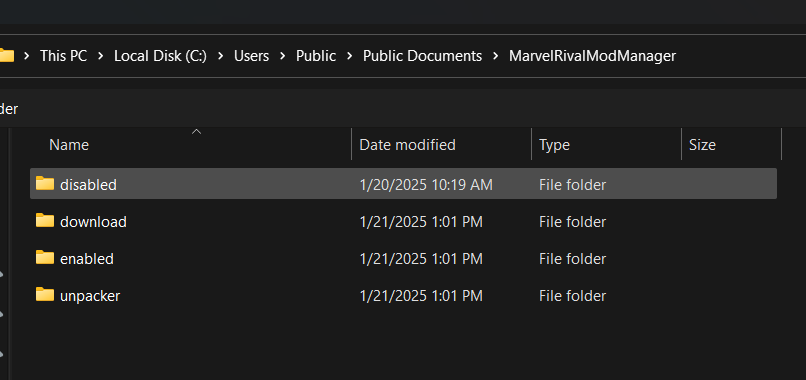 This PC > Local Disk (C:) > Users > Public > Public Documents > MarvelRivalModManager
der
Name Date modified Type Size
disabled 1/20/2025 10:19 AM File folder
download 1/21/2025 1:01 PM File folder
enabled 1/21/2025 1:01 PM File folder
unpacker 1/21/2025 1:01 PM File folder